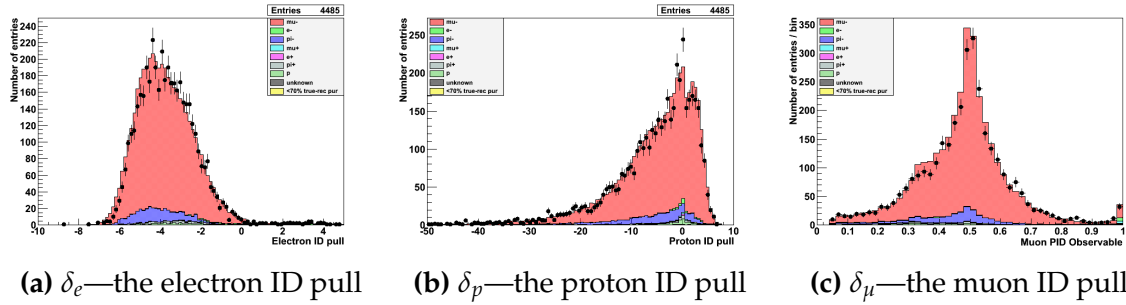 Entries 4485
Number of entries
240
220
200
180
160
140
120
100
80
60
40
20
0
mu-
e-
pi-
mu+
e+
pi+
p
unknown
<70% true-rec pur
-10 -8 -6 -4 -2 0 2 4
Electron ID pull
Entries 4485
Number of entries
250
200
150
100
50
0
mu-
e-
pi-
mu+
e+
pi+
p
unknown
<70% true-rec pur
-50 -40 -30 -20 -10 0 10
Proton ID pull
Number of entries / bin
350
300
250
200
150
100
50
0
mu-
e-
pi-
mu+
e+
pi+
p
unknown
<70% true-rec pur
0.1 0.2 0.3 0.4 0.5 0.6 0.7 0.8 0.9 1
Muon PID Observable
(a) δe—the electron ID pull
(b) δp—the proton ID pull
(c) δμ—the muon ID pull